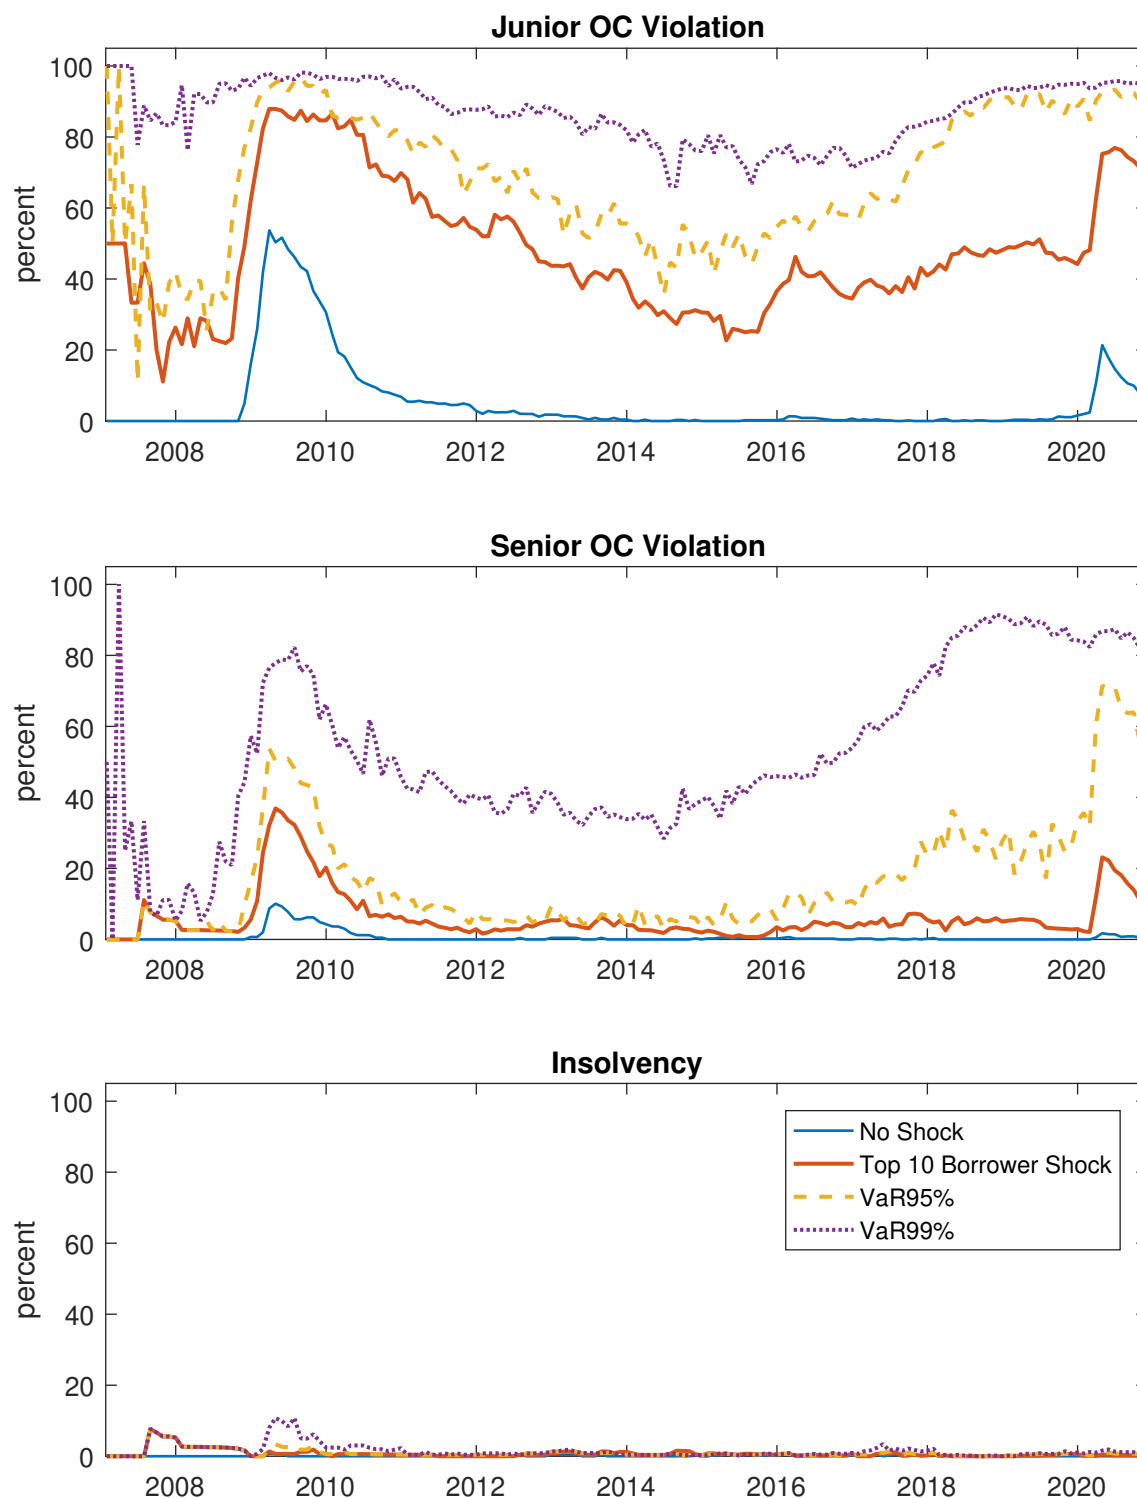 Junior OC Violation
100
80
60
40
20
0
percent
2008 2010 2012 2014 2016 2018 2020
Senior OC Violation
100
80
60
40
20
0
percent
2008 2010 2012 2014 2016 2018 2020
Insolvency
100
80
60
40
20
0
percent
No Shock
Top 10 Borrower Shock
VaR95%
VaR99%
2008 2010 2012 2014 2016 2018 2020